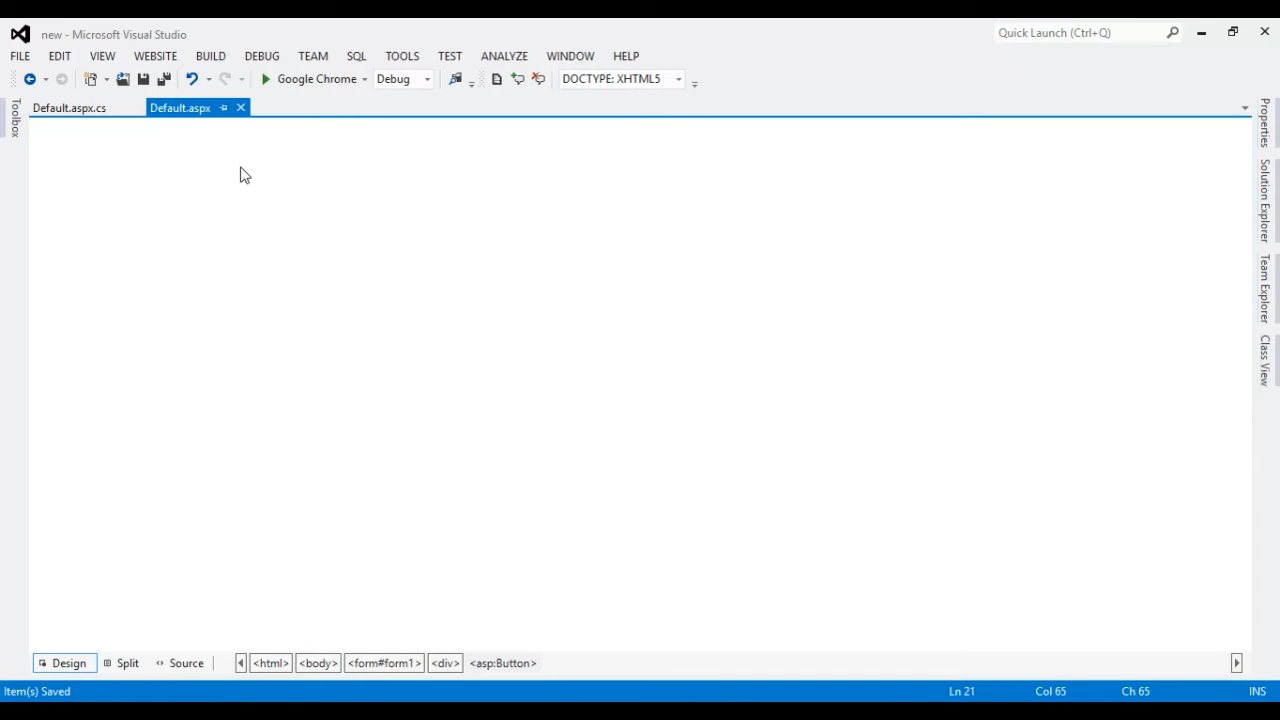 new - Microsoft Visual Studio
Quick Launch (Ctrl+Q)
FILE EDIT VIEW WEBSITE BUILD DEBUG TEAM SQL TOOLS TEST ANALYZE WINDOW HELP
Google Chrome Debug DOCTYPE: XHTML5
Default.aspx.cs Default.aspx
Toolbox
Properties
Solution Explorer
Team Explorer
Class View
Design Split Source <html> <body> <form#form1> <div> <asp:Button>
Item(s) Saved Ln 21 Col 65 Ch 65 INS